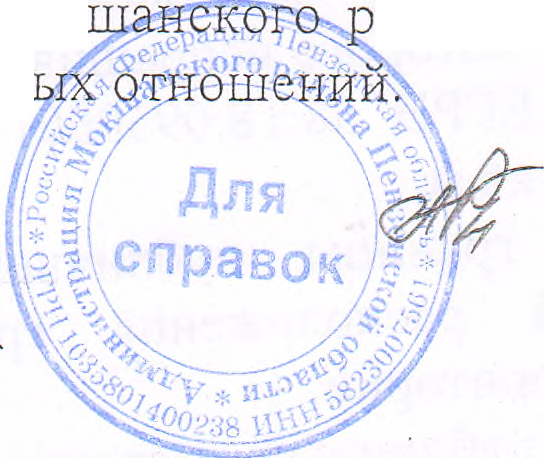 шанского р
ых отношений.
* Российская Федерация Пензенская область *
ОГРН 1035801400238 ИНН 5823007561
* Администрация Мокшанского района Пензенской области
Для
справок